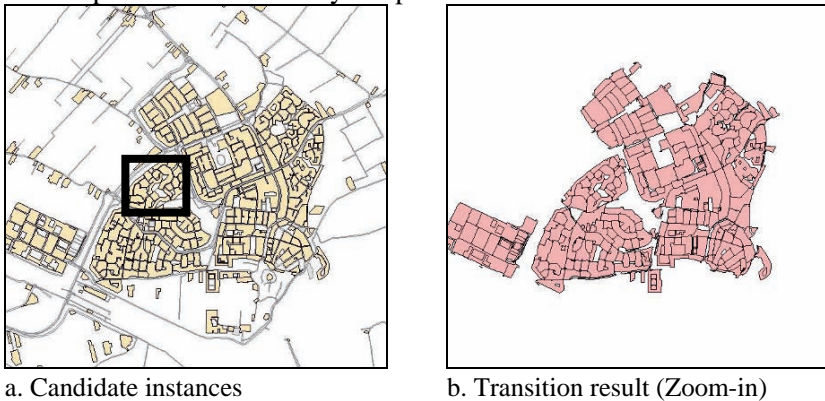 a. Candidate instances
b. Transition result (Zoom-in)